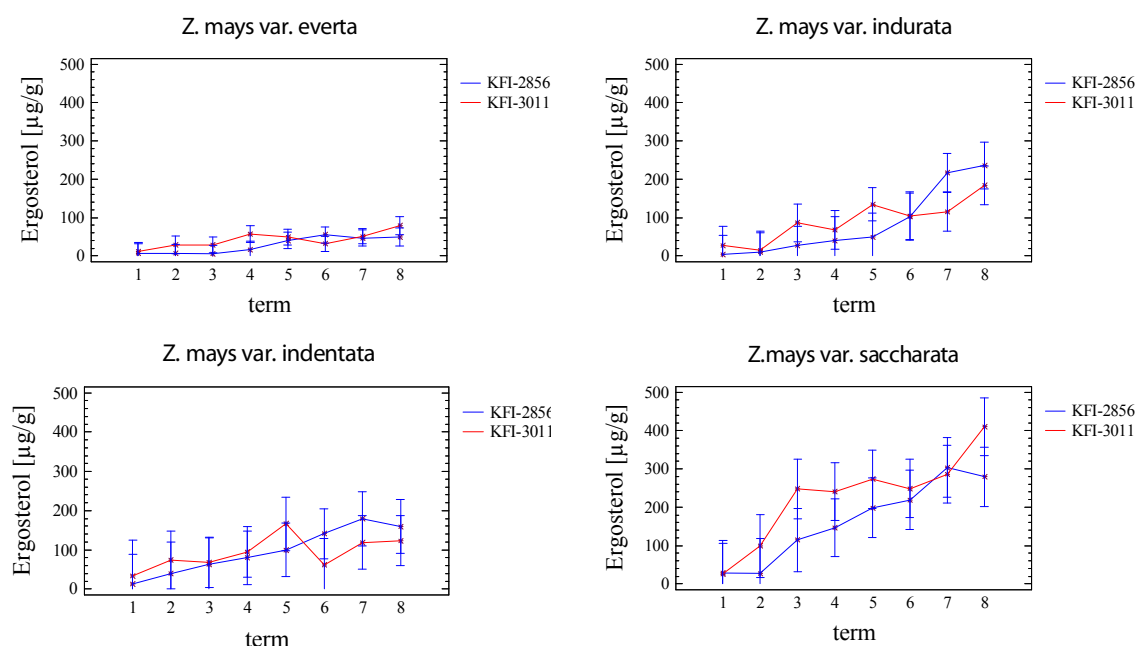 Z. mays var. everta
500
400
300
200
100
0
Ergosterol [µg/g]
1 2 3 4 5 6 7 8
term
KFI-2856
KFI-3011
Z. mays var. indurata
500
400
300
200
100
0
Ergosterol [µg/g]
1 2 3 4 5 6 7 8
term
KFI-2856
KFI-3011
Z. mays var. indentata
500
400
300
200
100
0
Ergosterol [µg/g]
1 2 3 4 5 6 7 8
term
KFI-2856
KFI-3011
Z.mays var. saccharata
500
400
300
200
100
0
Ergosterol [µg/g]
1 2 3 4 5 6 7 8
term
KFI-2856
KFI-3011